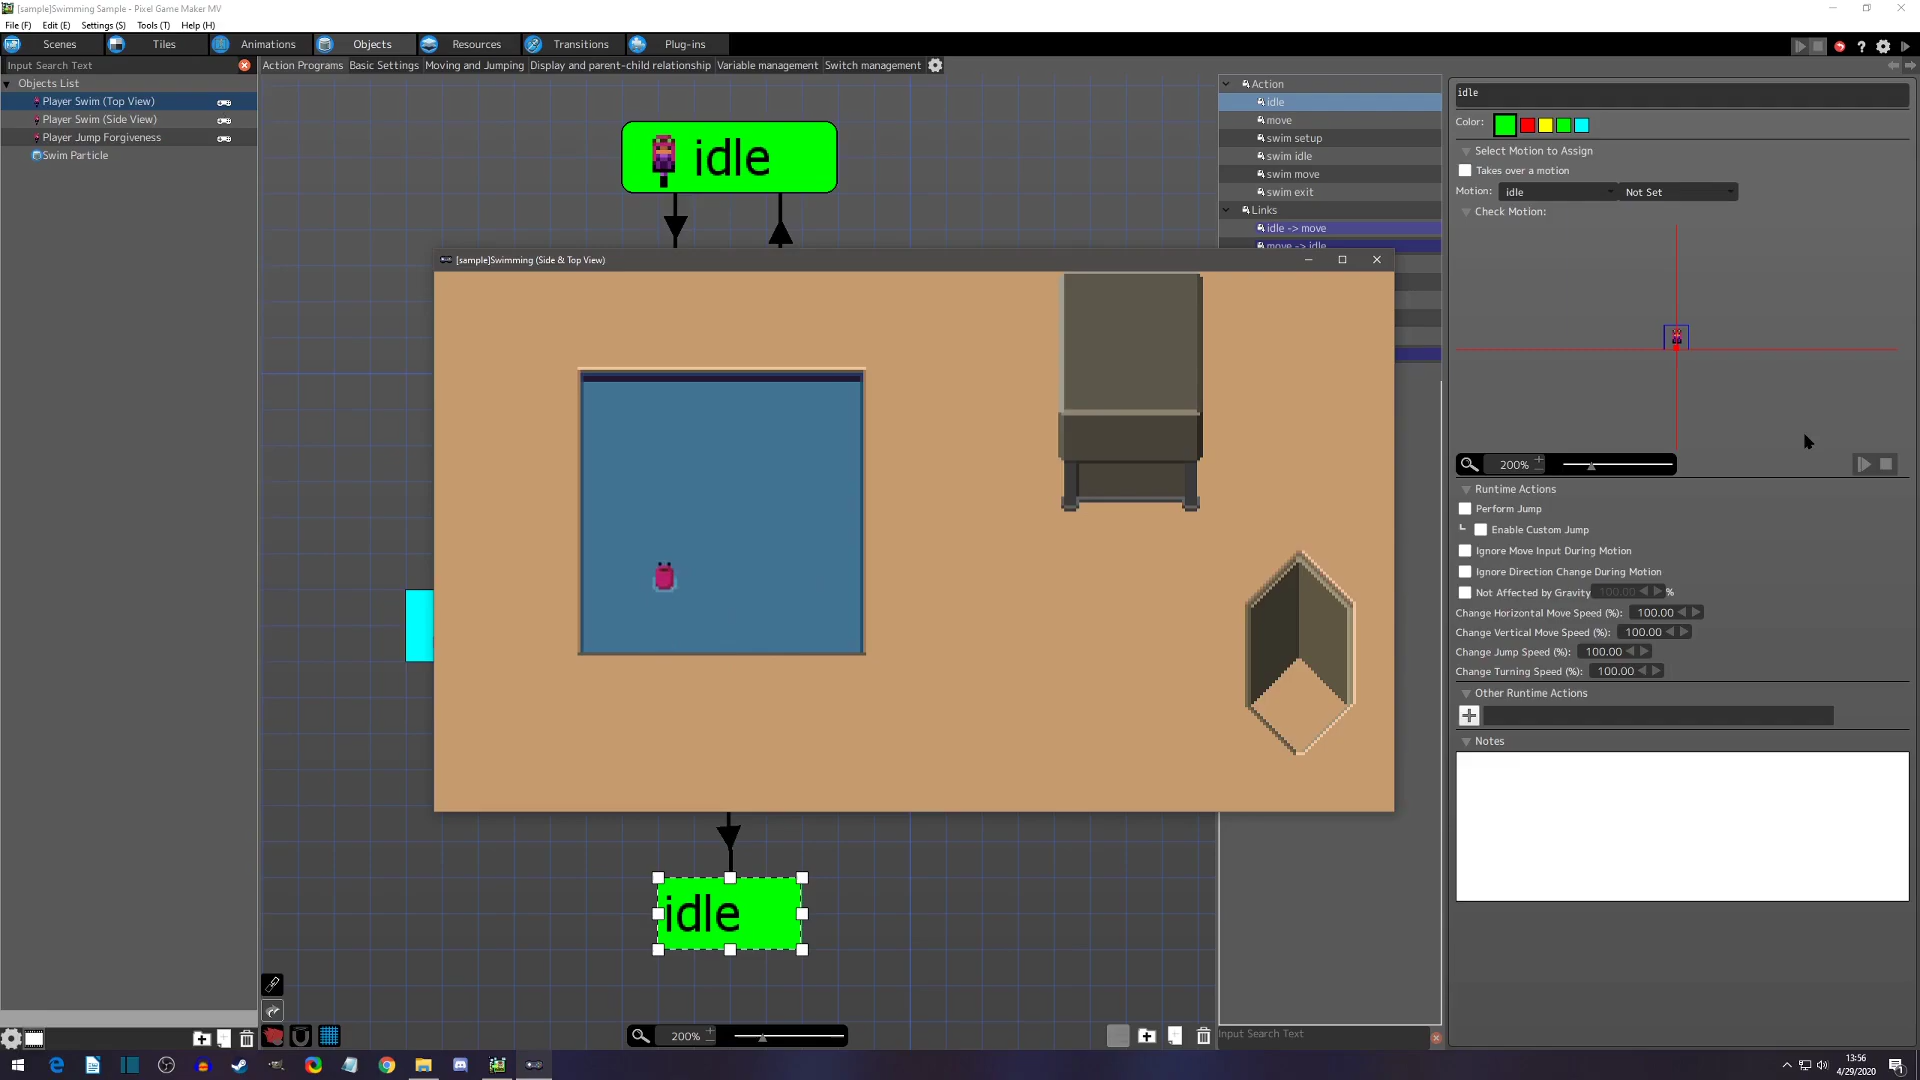 [sample]Swimming Sample - Pixel Game Maker MV
File (F) Edit (E) Settings (S) Tools (T) Help (H)
Scenes Tiles Animations Objects Resources Transitions Plug-ins
Input Search Text
Objects List
Player Swim (Top View)
Player Swim (Side View)
Player Jump Forgiveness
Swim Particle
Action Programs Basic Settings Moving and Jumping Display and parent-child relationship Variable management Switch management
idle
[sample]Swimming (Side & Top View)
idle
200%
Action
idle
move
swim setup
swim idle
swim move
swim exit
Links
idle -> move
move -> idle
Input Search Text
idle
Color:
Select Motion to Assign
Takes over a motion
Motion: idle Not Set
Check Motion:
200%
Runtime Actions
Perform Jump
Enable Custom Jump
Ignore Move Input During Motion
Ignore Direction Change During Motion
Not Affected by Gravity 100.00 %
Change Horizontal Move Speed (%): 100.00
Change Vertical Move Speed (%): 100.00
Change Jump Speed (%): 100.00
Change Turning Speed (%): 100.00
Other Runtime Actions
Notes
13:56
4/29/2020